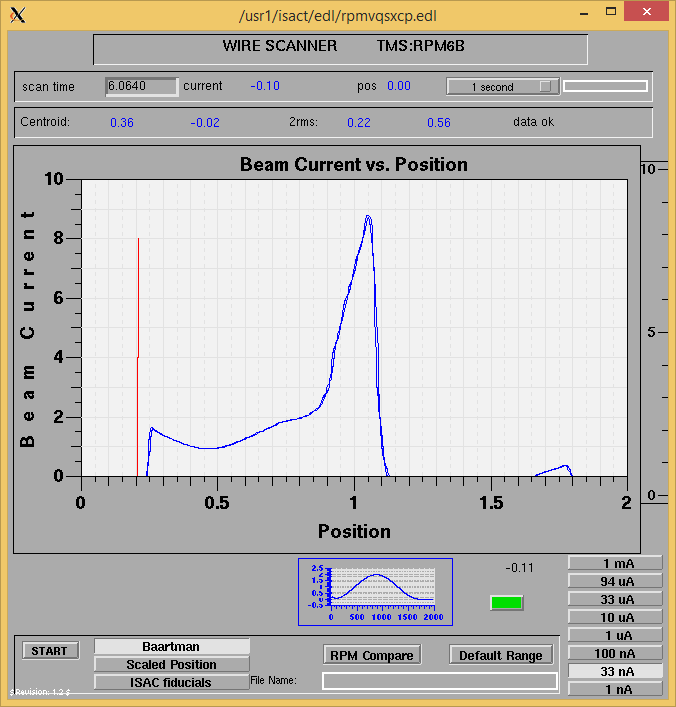 /usr1/isact/edl/rpmvqsxcp.edl
WIRE SCANNER TMS:RPM6B
scan time 6.0640 current -0.10 pos 0.00 1 second
Centroid: 0.36 -0.02 2rms: 0.22 0.56 data ok
Beam Current vs. Position
10
8
6
4
2
0
Beam Current
0 0.5 1 1.5 2
Position
10
5
0
2.5
2.0
1.5
1.0
0.5
0.0
-0.5
0 500 1000 1500 2000
-0.11
1 mA
94 uA
33 uA
10 uA
1 uA
100 nA
33 nA
1 nA
START
Baartman
Scaled Position
ISAC fiducials
RPM Compare
Default Range
File Name:
$Revision: 1.2 $